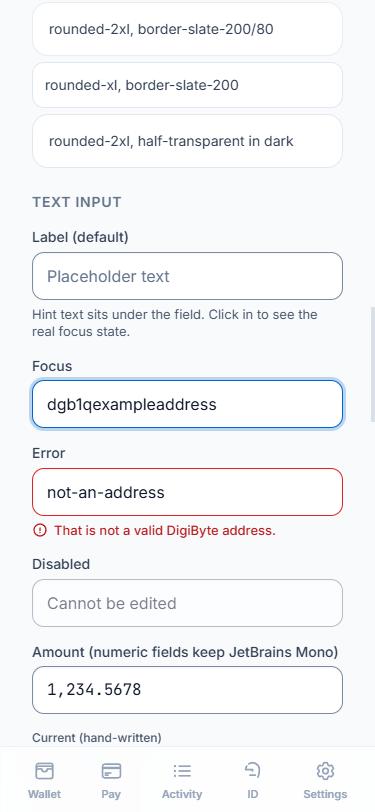 rounded-2xl, border-slate-200/80
rounded-xl, border-slate-200
rounded-2xl, half-transparent in dark
TEXT INPUT
Label (default)
Placeholder text
Hint text sits under the field. Click in to see the
real focus state.
Focus
dgb1qexampleaddress
Error
not-an-address
That is not a valid DigiByte address.
Disabled
Cannot be edited
Amount (numeric fields keep JetBrains Mono)
1,234.5678
Current (hand-written)
Wallet Pay Activity ID Settings